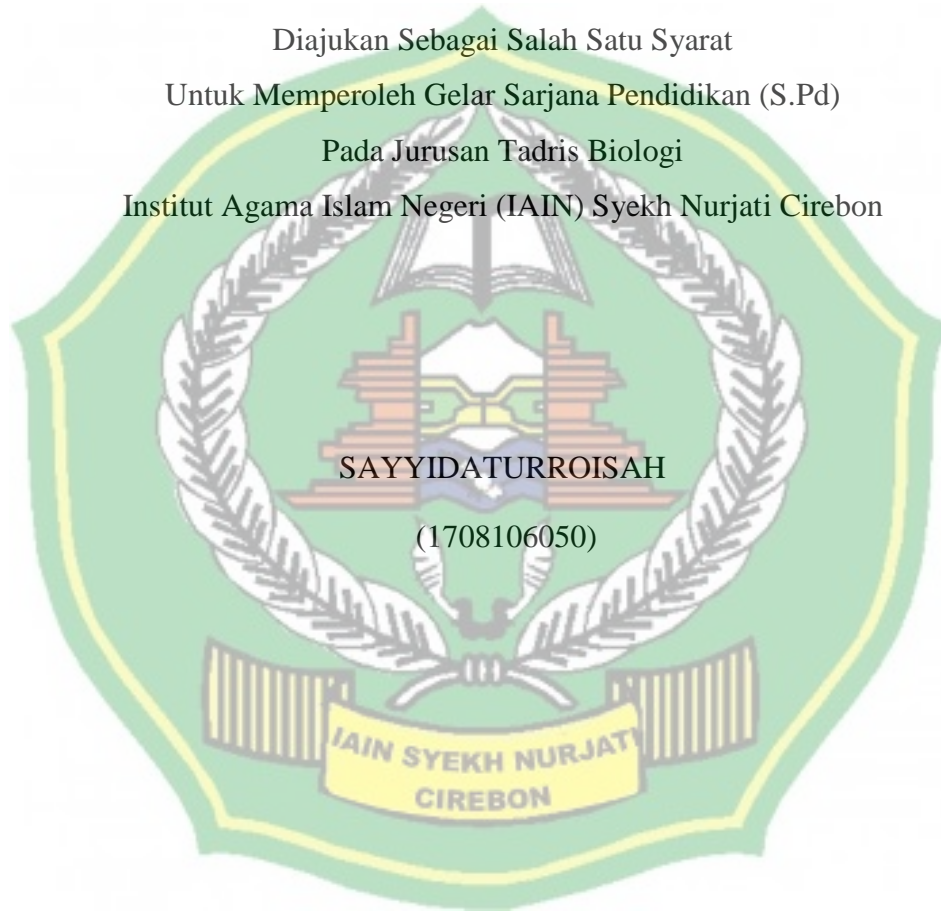 Diajukan Sebagai Salah Satu Syarat
Untuk Memperoleh Gelar Sarjana Pendidikan (S.Pd)
Pada Jurusan Tadris Biologi
Institut Agama Islam Negeri (IAIN) Syekh Nurjati Cirebon
SAYYIDATURROISAH
(1708106050)
IAIN SYEKH NURJATI
CIREBON